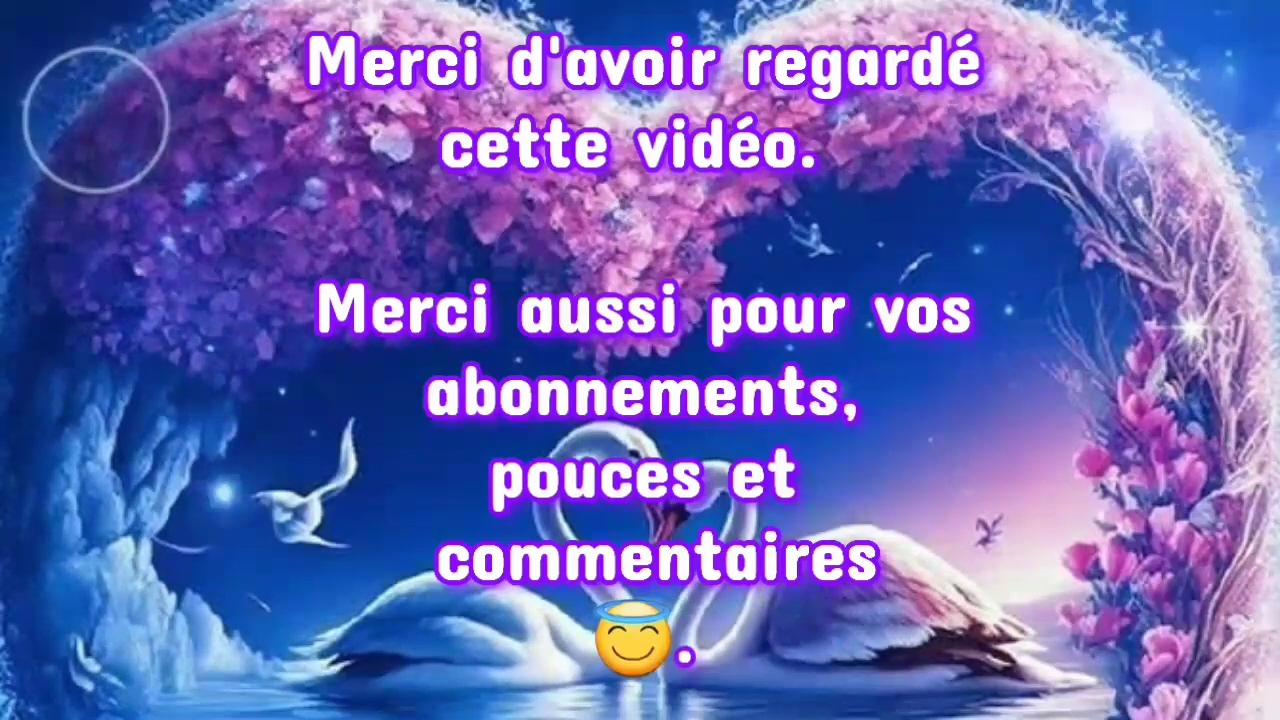 Merci d'avoir regardé
cette vidéo.
Merci aussi pour vos
abonnements,
pouces et
commentaires
😇.